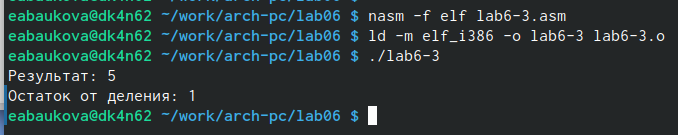 eabaukova@dk4n62 ~/work/arch-pc/lab06 $ nasm -f elf lab6-3.asm
eabaukova@dk4n62 ~/work/arch-pc/lab06 $ ld -m elf_i386 -o lab6-3 lab6-3.o
eabaukova@dk4n62 ~/work/arch-pc/lab06 $ ./lab6-3
Результат: 5
Остаток от деления: 1
eabaukova@dk4n62 ~/work/arch-pc/lab06 $